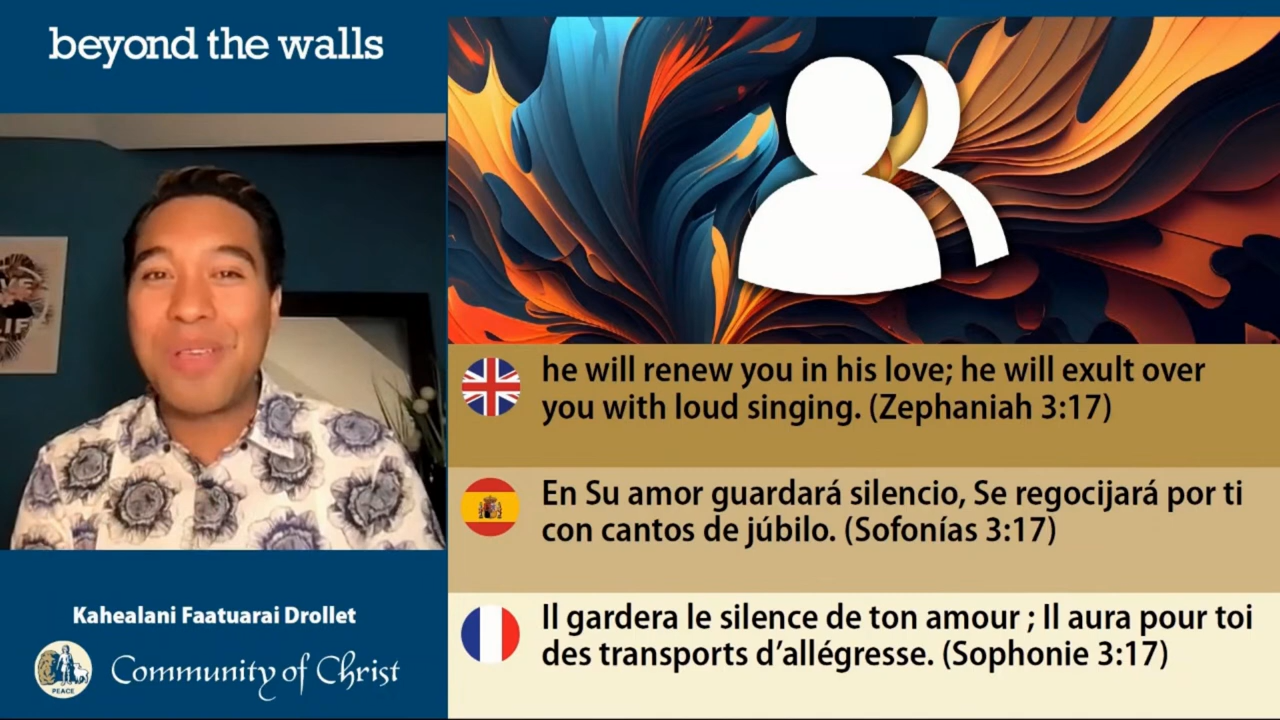 beyond the walls
Kahealani Faatuarai Drollet
PEACE
Community of Christ
he will renew you in his love; he will exult over
you with loud singing. (Zephaniah 3:17)
En Su amor guardará silencio, Se regocijará por ti
con cantos de júbilo. (Sofonías 3:17)
Il gardera le silence de ton amour ; Il aura pour toi
des transports d’allégresse. (Sophonie 3:17)